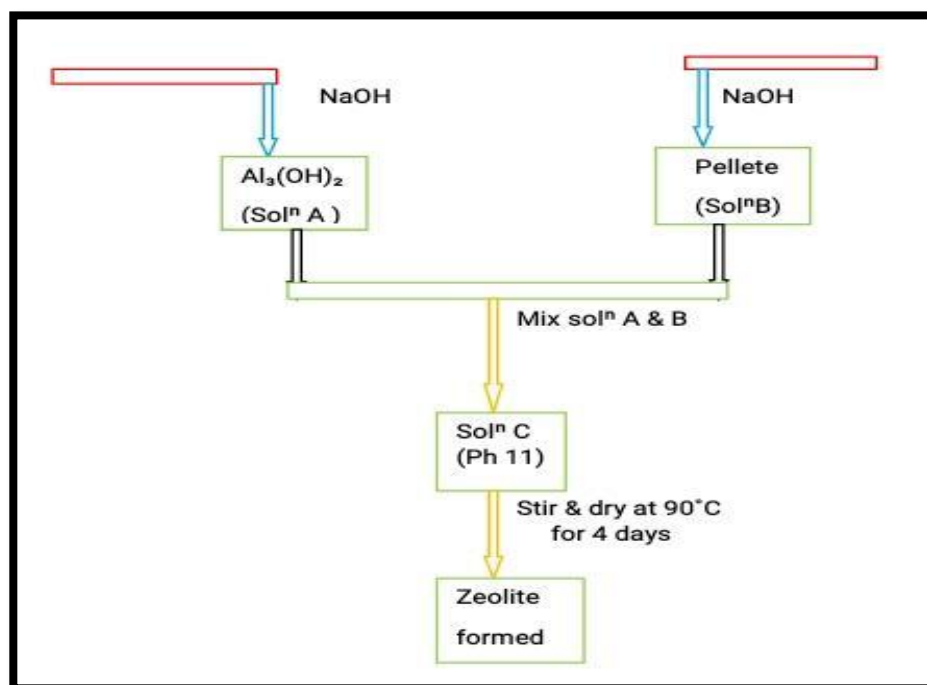 NaOH
NaOH
Al₃(OH)₂
(Solⁿ A )
Pellete
(SolⁿB)
Mix solⁿ A & B
Solⁿ C
(Ph 11)
Stir & dry at 90˚C
for 4 days
Zeolite
formed